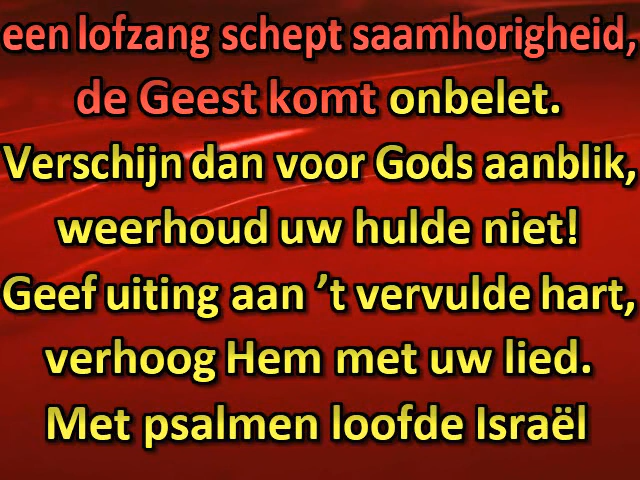 een lofzang schept saamhorigheid,
de Geest komt onbelet.
Verschijn dan voor Gods aanblik,
weerhoud uw hulde niet!
Geef uiting aan ’t vervulde hart,
verhoog Hem met uw lied.
Met psalmen loofde Israël